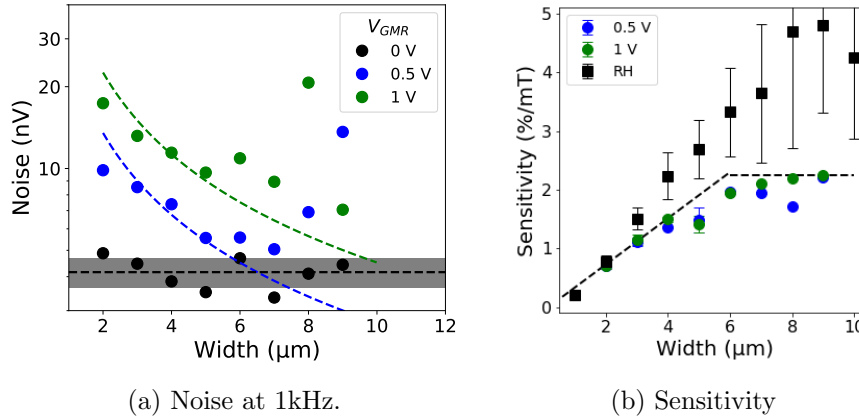 V_GMR
0 V
0.5 V
1 V
30
20
10
Noise (nV)
2 4 6 8 10 12
Width (µm)
(a) Noise at 1kHz.
0.5 V
1 V
RH
5
4
3
2
1
0
Sensitivity (%/mT)
2 4 6 8 10
Width (µm)
(b) Sensitivity